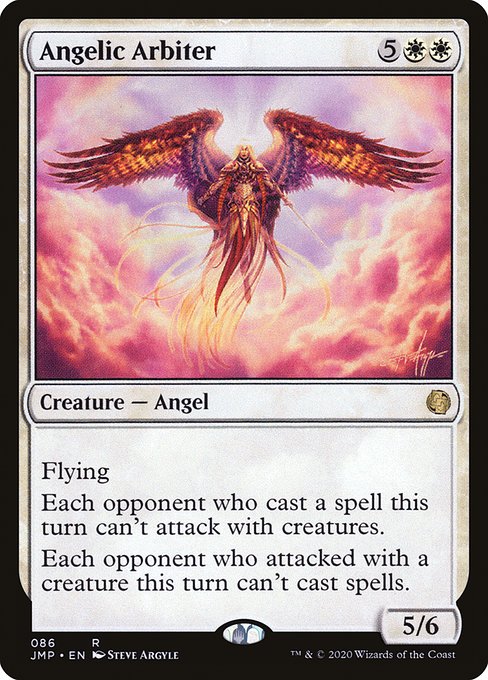 Angelic Arbiter 5
Creature — Angel
Flying
Each opponent who cast a spell this
turn can't attack with creatures.
Each opponent who attacked with a
creature this turn can't cast spells.
5/6
086 R
JMP • EN Steve Argyle
™ & © 2020 Wizards of the Coast